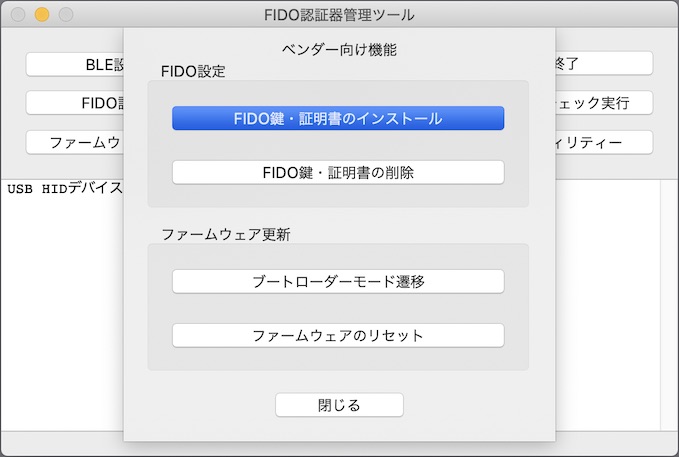 FIDO認証器管理ツール
ベンダー向け機能
FIDO設定
FIDO鍵・証明書のインストール
FIDO鍵・証明書の削除
ファームウェア更新
ブートローダーモード遷移
ファームウェアのリセット
閉じる
BLE設
FIDO
ファームウ
終了
ェック実行
ィリティー
USB HIDデバイス